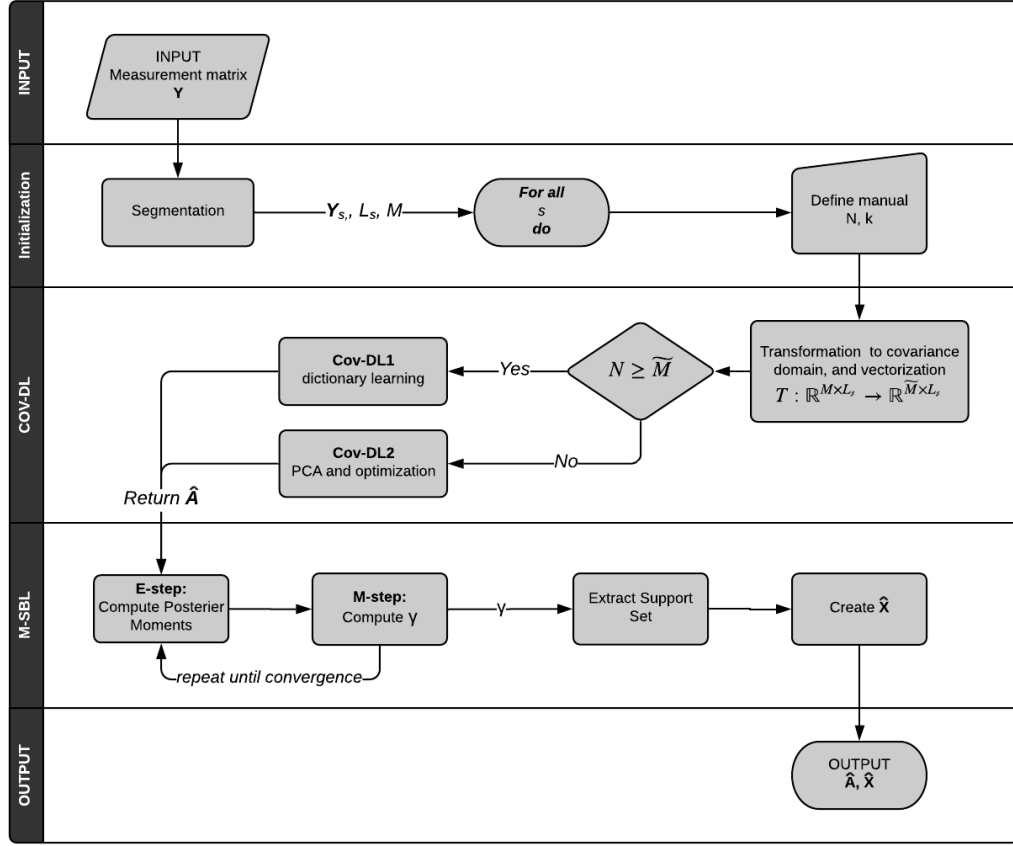 INPUT
INPUT
Measurement matrix
Y
Initialization
Segmentation
Y_s,, L_s, M
For all
s
do
Define manual
N, k
COV-DL
Cov-DL1
dictionary learning
Yes
N ≥ M̃
Transformation to covariance
domain, and vectorization
T : ℝ^{M×L_s} → ℝ^{M̃×L_s}
Cov-DL2
PCA and optimization
No
Return Â
M-SBL
E-step:
Compute Posterier
Moments
M-step:
Compute γ
γ
Extract Support
Set
Create X̂
repeat until convergence
OUTPUT
OUTPUT
Â, X̂